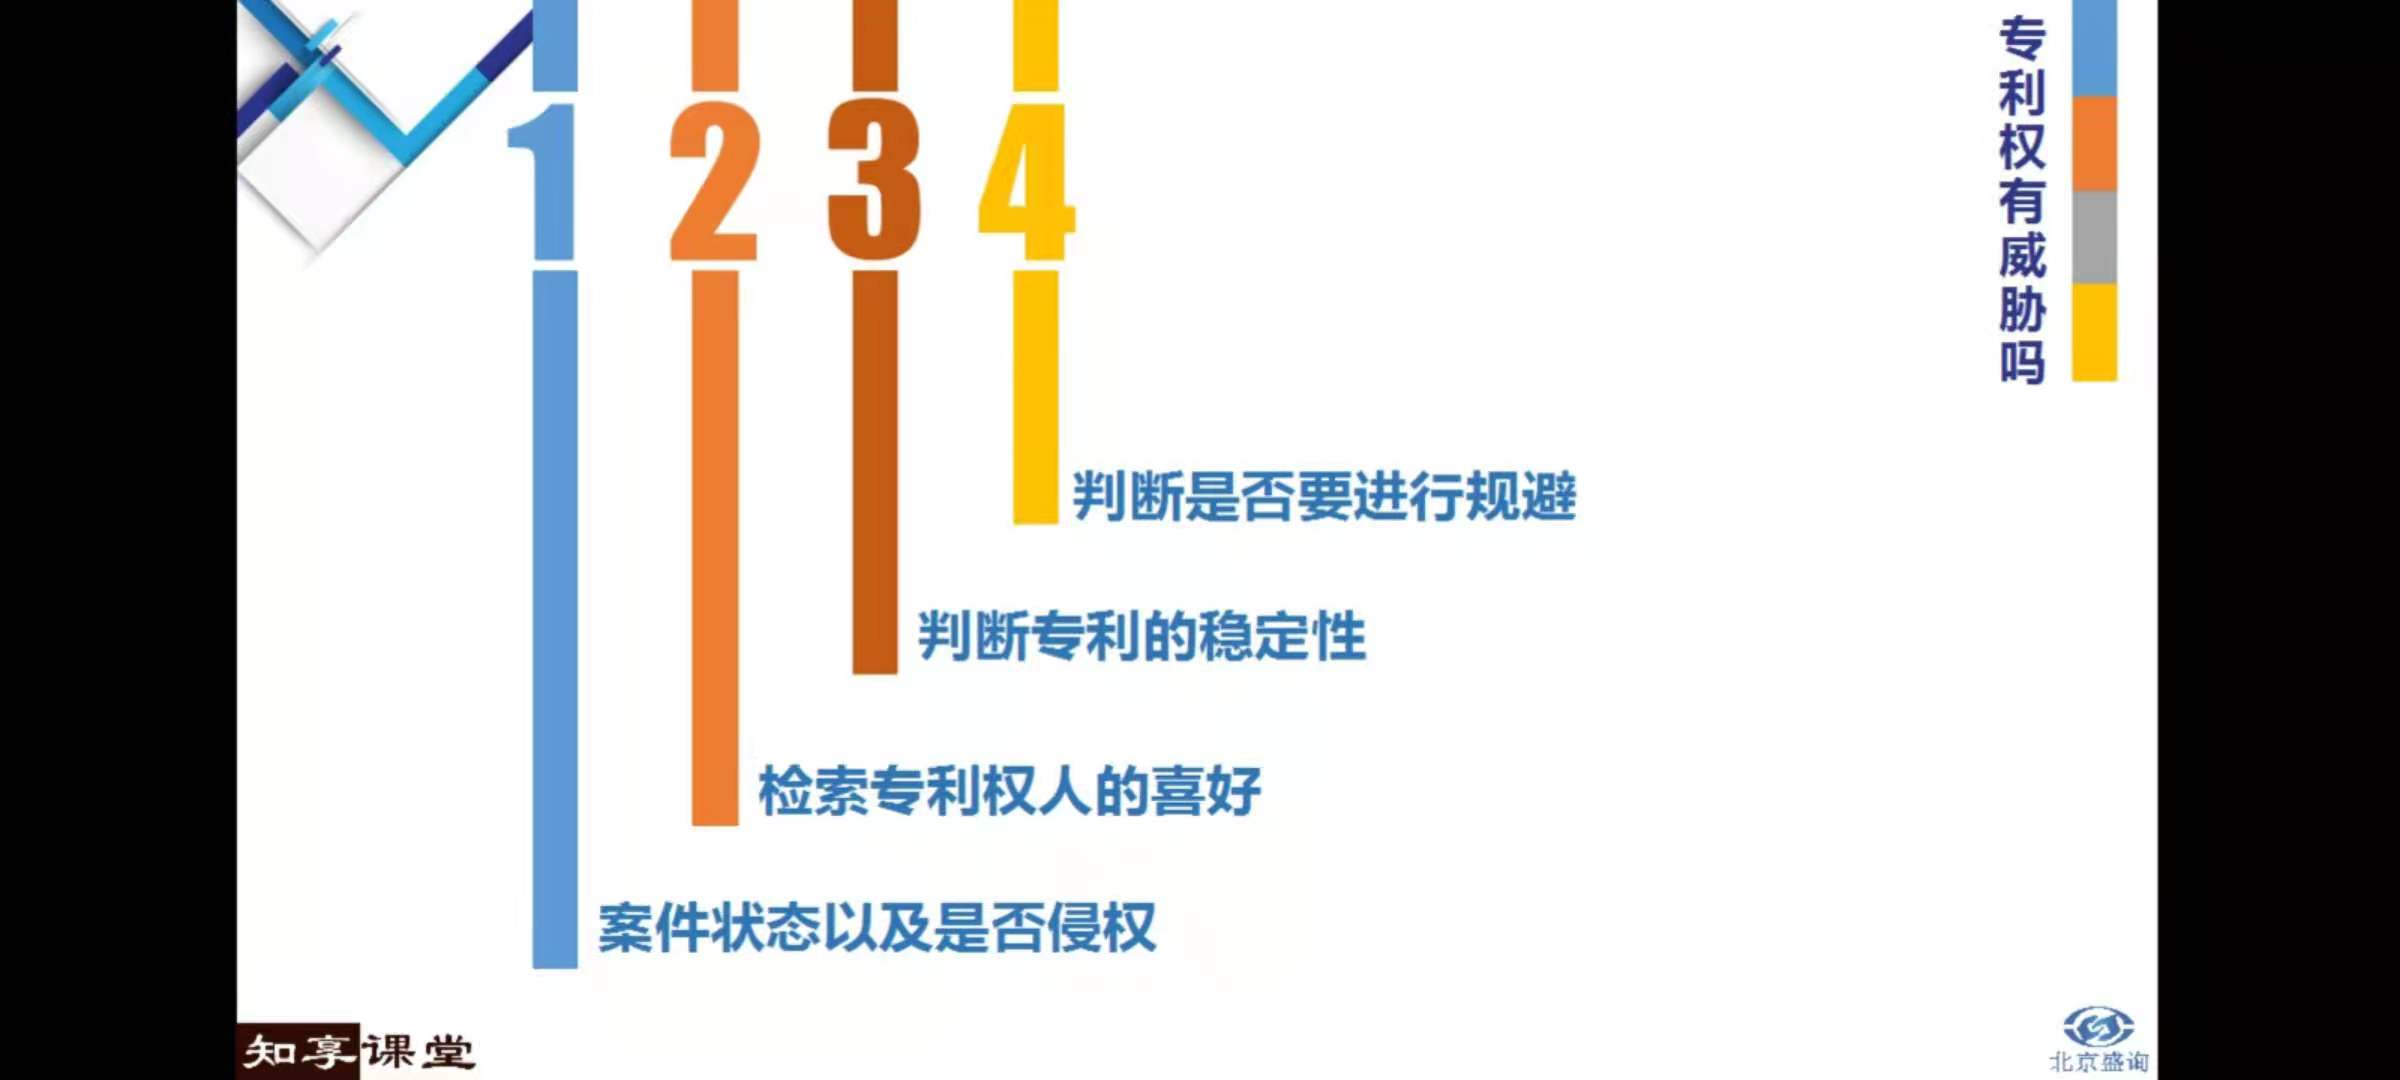 专利权有威胁吗
1
2
3
4
判断是否要进行规避
判断专利的稳定性
检索专利权人的喜好
案件状态以及是否侵权
知享课堂
北京盛询